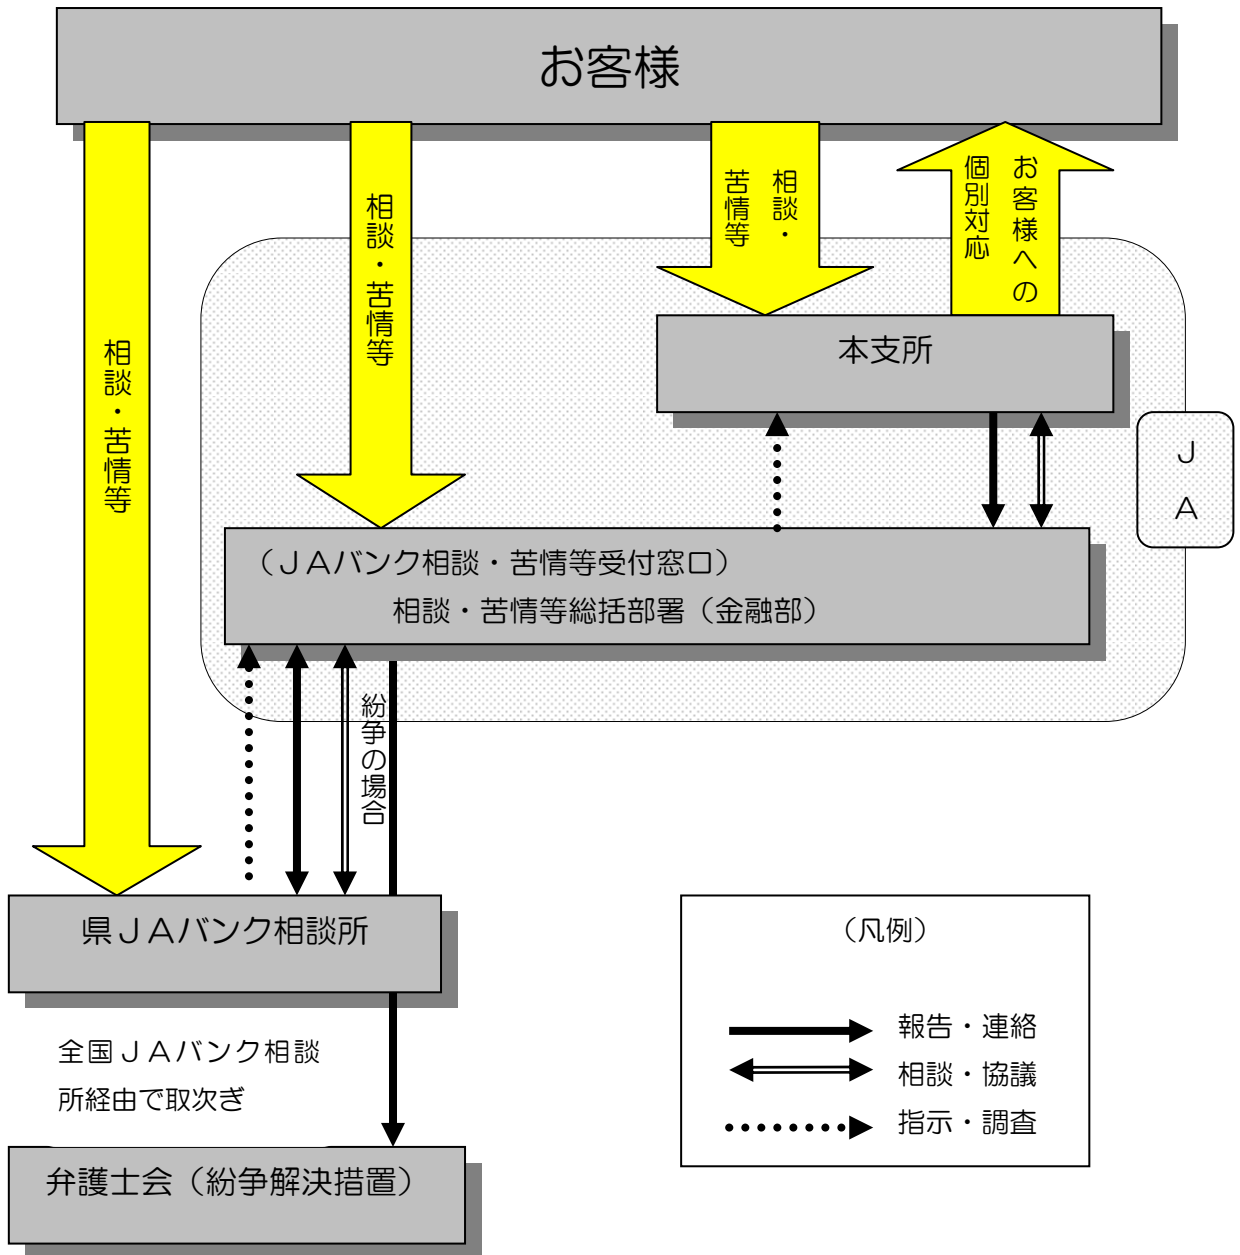 お客様
相談・苦情等
相談・苦情等
相談・
苦情等
お客様への
個別対応
本支所
ＪＡ
（ＪＡバンク相談・苦情等受付窓口）
相談・苦情等総括部署（金融部）
紛争の場合
県ＪＡバンク相談所
（凡例）
報告・連絡
相談・協議
指示・調査
全国ＪＡバンク相談
所経由で取次ぎ
弁護士会（紛争解決措置）